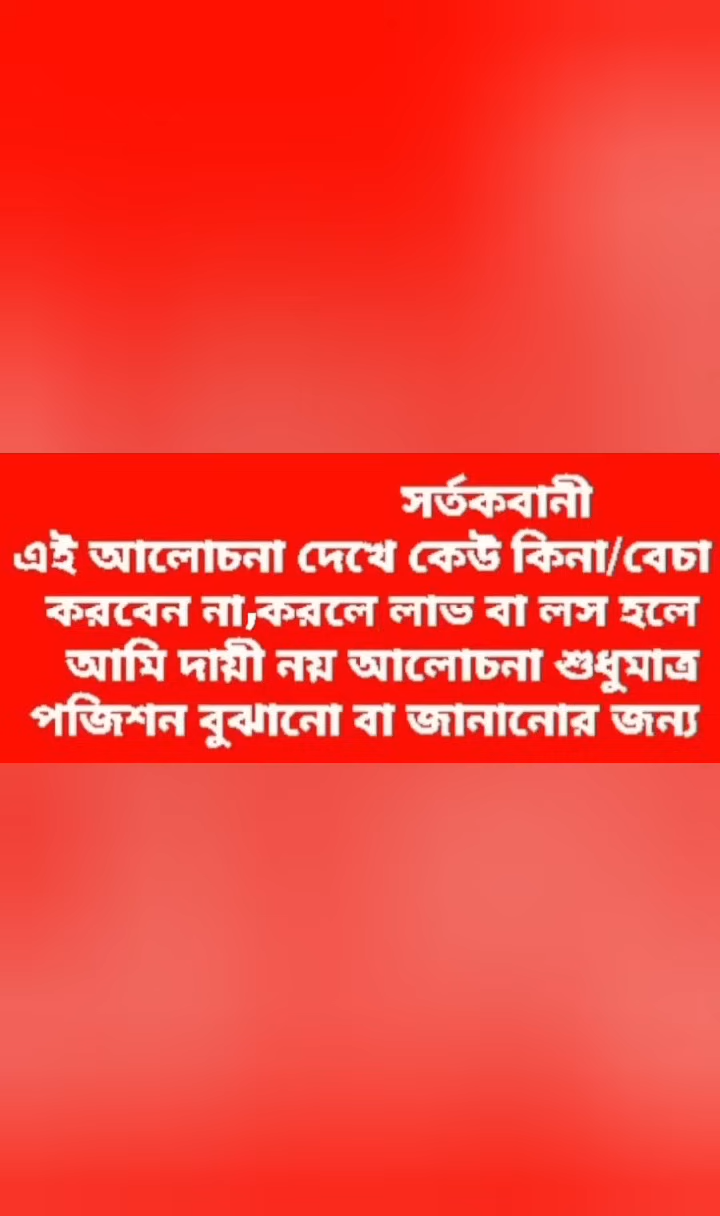 সর্তকবানী
এই আলোচনা দেখে কেউ কিনা/বেচা
করবেন না,করলে লাভ বা লস হলে
আমি দায়ী নয় আলোচনা শুধুমাত্র
পজিশন বুঝানো বা জানানোর জন্য